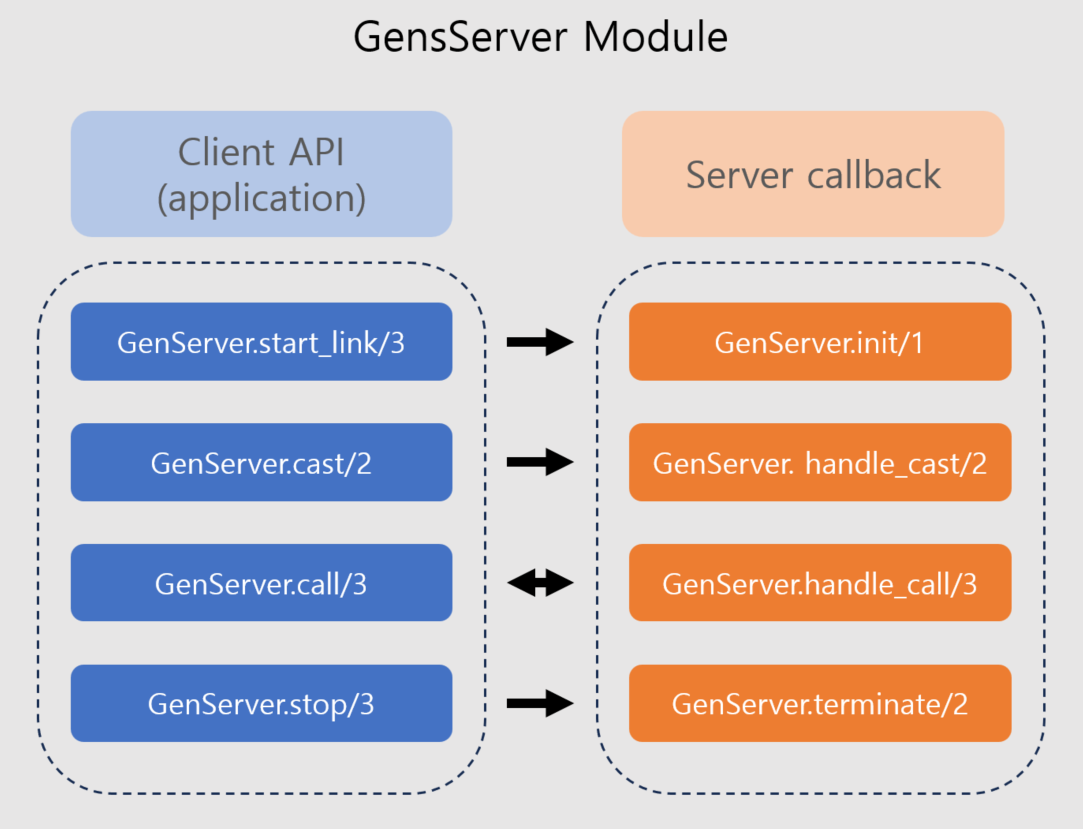 GensServer Module
Client API
(application)
Server callback
GenServer.start_link/3
GenServer.init/1
GenServer.cast/2
GenServer. handle_cast/2
GenServer.call/3
GenServer.handle_call/3
GenServer.stop/3
GenServer.terminate/2